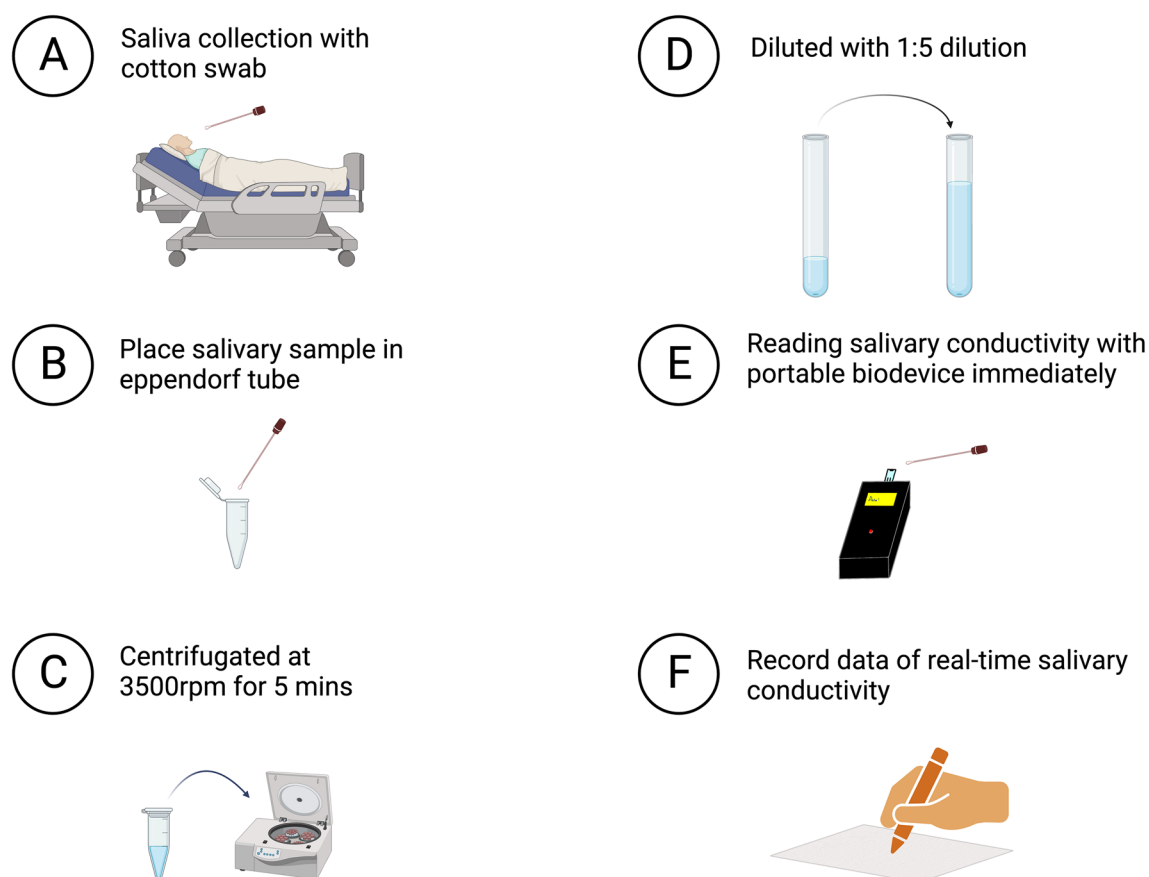 A
Saliva collection with
cotton swab
B
Place salivary sample in
eppendorf tube
C
Centrifugated at
3500rpm for 5 mins
D
Diluted with 1:5 dilution
E
Reading salivary conductivity with
portable biodevice immediately
F
Record data of real-time salivary
conductivity